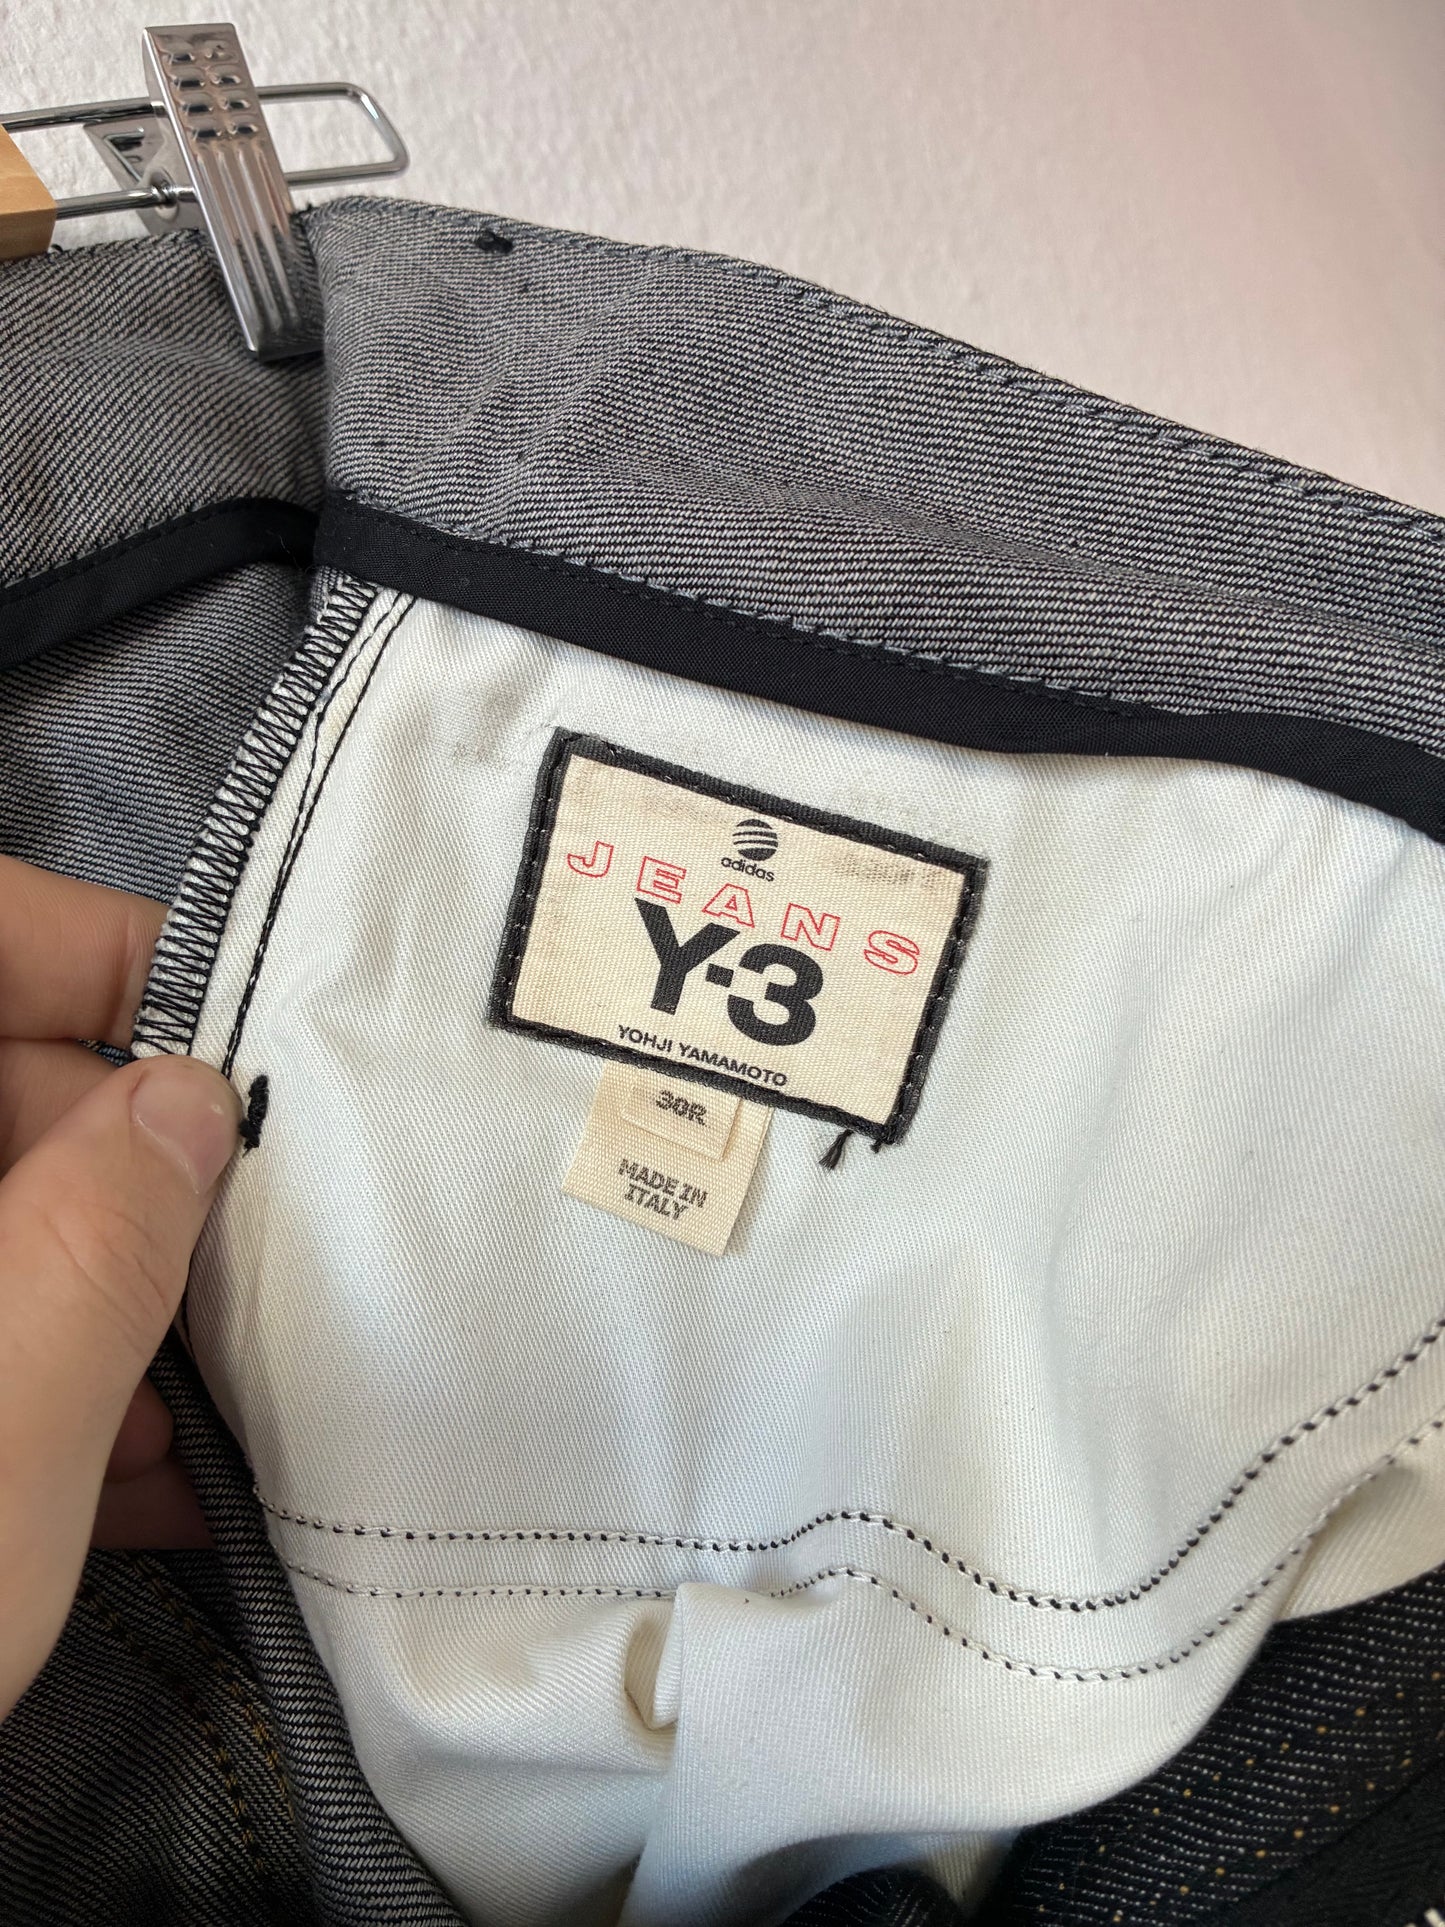 adidas
JEANS
Y-3
YOHJI YAMAMOTO
30R
MADE IN
ITALY